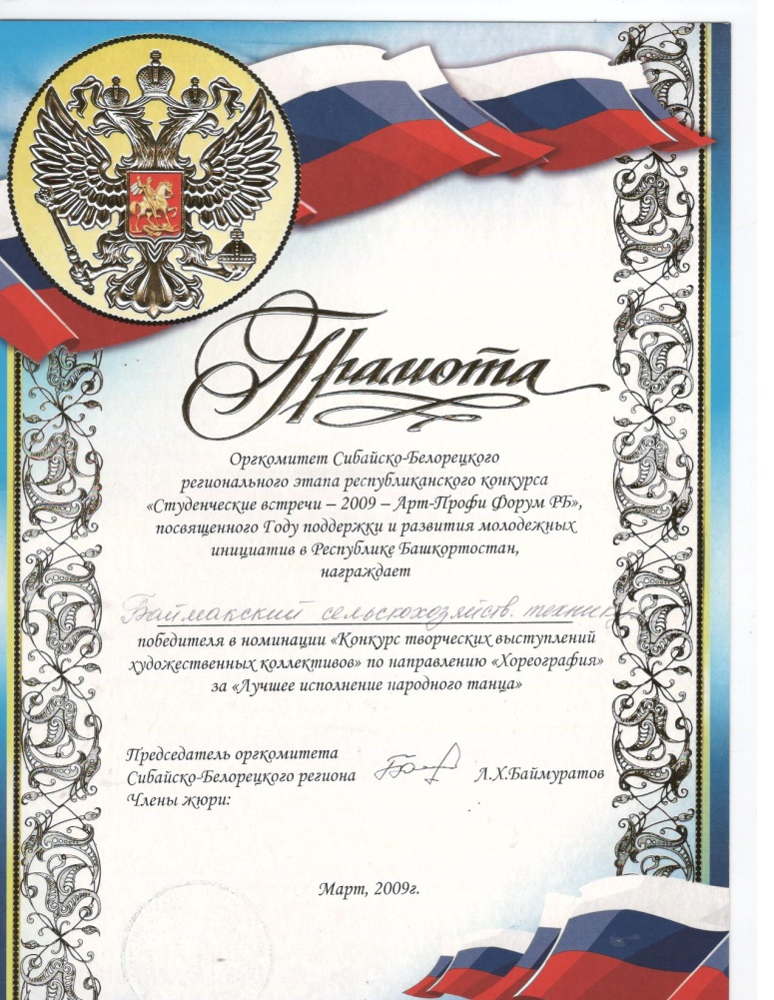 Грамота
Оргкомитет Сибайско-Белорецкого
регионального этапа республиканского конкурса
«Студенческие встречи – 2009 – Арт-Профи Форум РБ»,
посвященного Году поддержки и развития молодежных
инициатив в Республике Башкортостан,
награждает
Баймакский сельскохозяйств. техникум
победителя в номинации «Конкурс творческих выступлений
художественных коллективов» по направлению «Хореография»
за «Лучшее исполнение народного танца»
Председатель оргкомитета
Сибайско-Белорецкого региона Л.Х.Баймуратов
Члены жюри:
Март, 2009г.